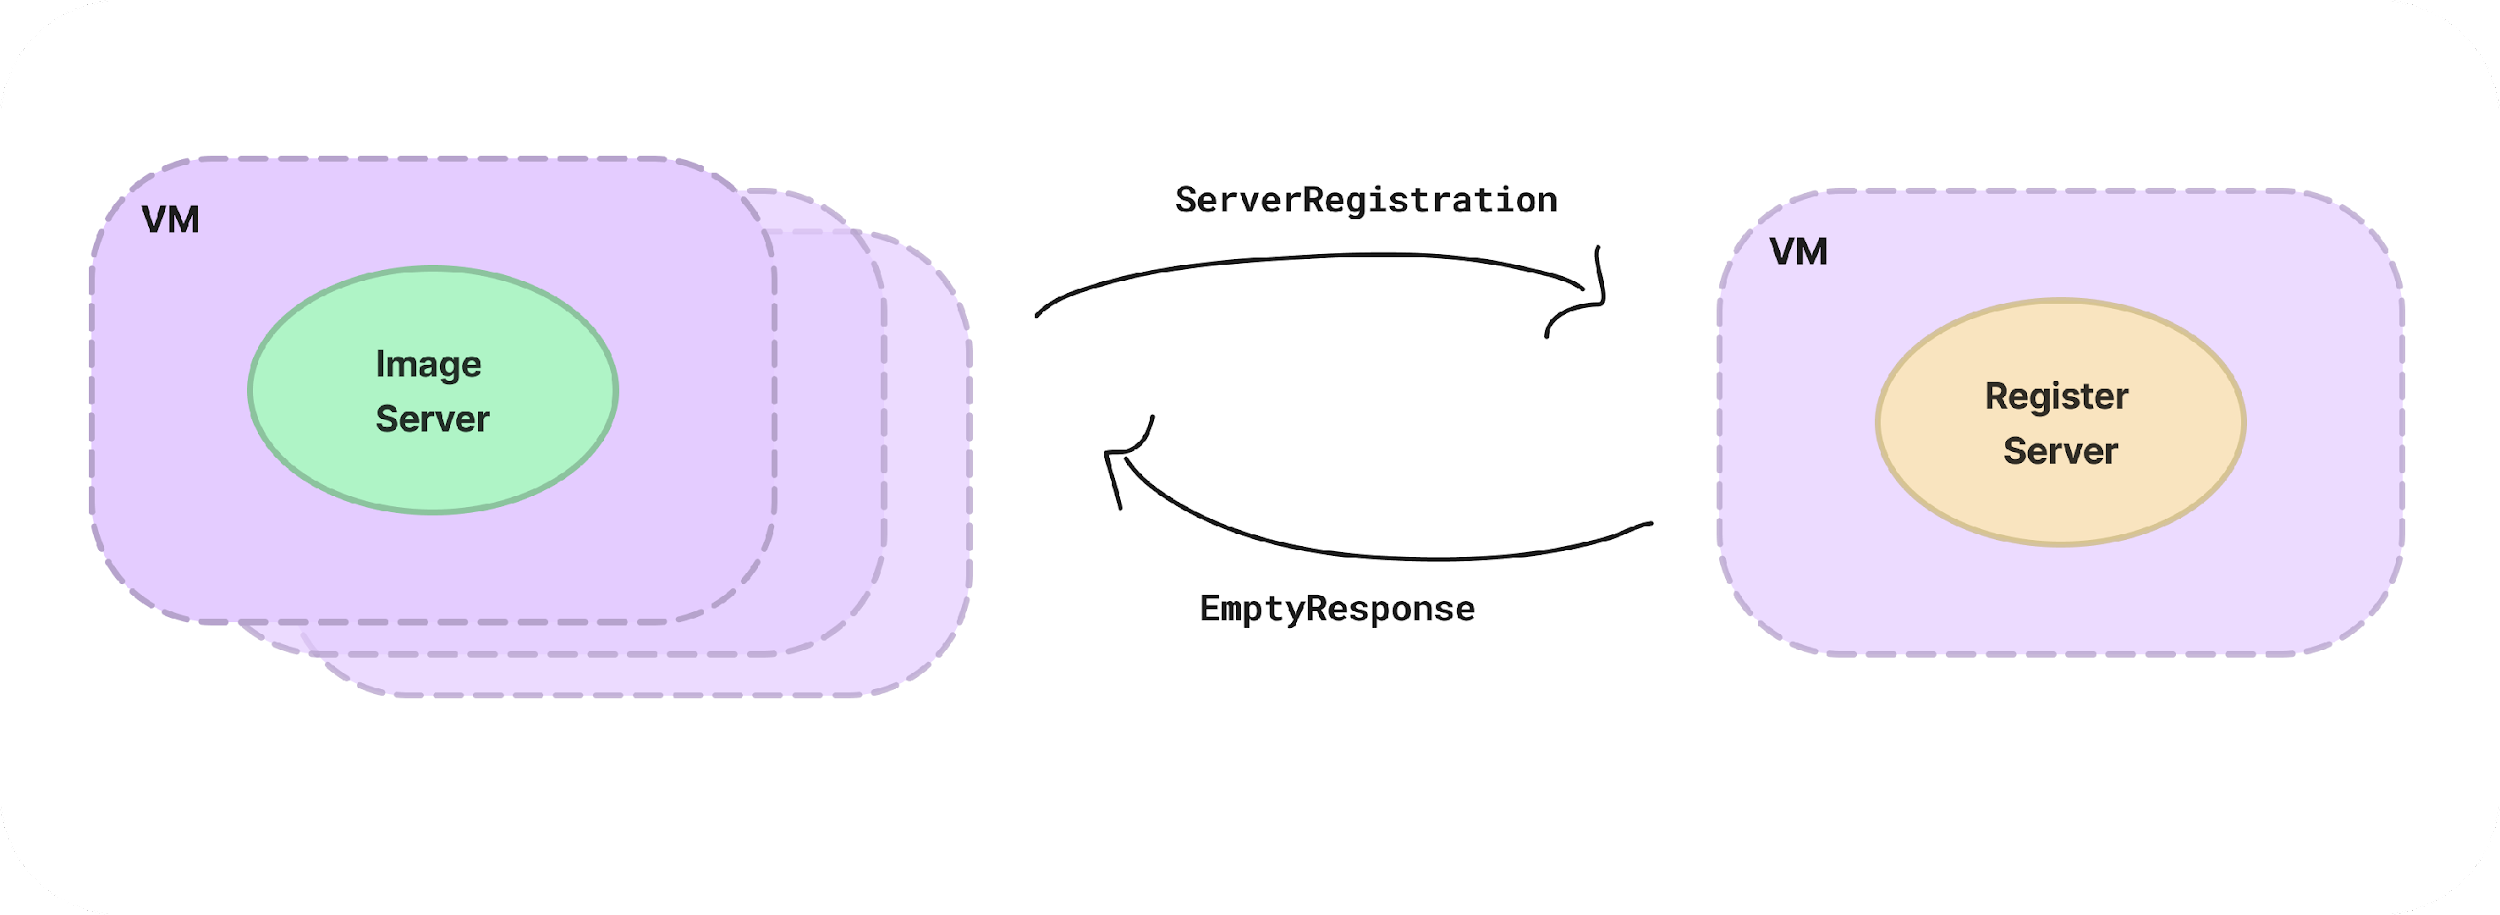 VM
Image
Server
ServerRegistration
EmptyResponse
VM
Register
Server